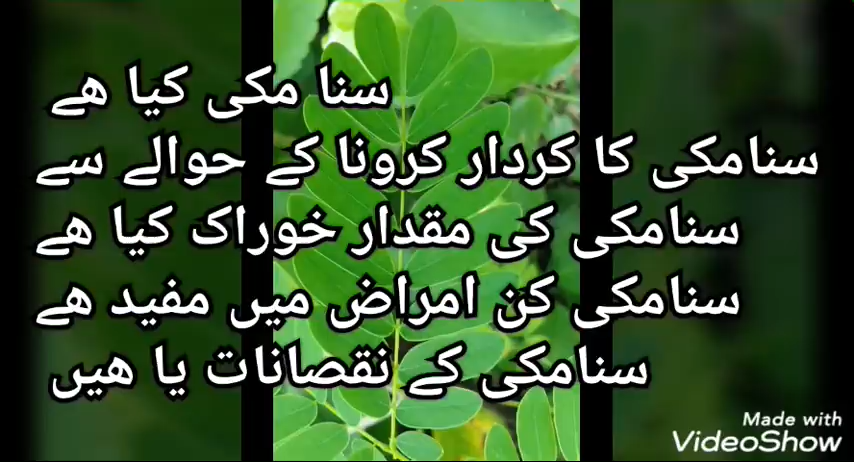 سنا مکی کیا ھے
سنامکی کا کردار کرونا کے حوالے سے
سنامکی کی مقدار خوراک کیا ھے
سنامکی کن امراض میں مفید ھے
سنامکی کے نقصانات یا ھیں
Made with
VideoShow